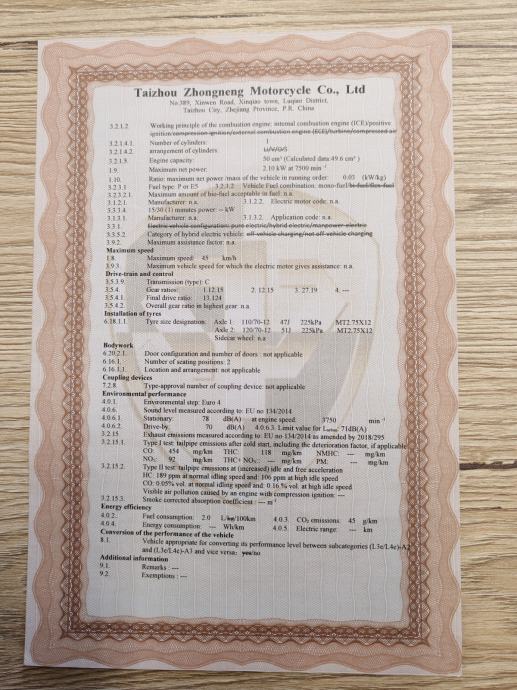 Taizhou Zhongneng Motorcycle Co., Ltd
No.389, Xinwen Road, Xinqiao town, Luqiao District,
Taizhou City, Zhejiang Province, P.R. China
3.2.1.2. Working principle of the combustion engine: internal combustion engine (ICE)/positive
ignition/compression ignition/external combustion engine (ECE)/turbine/compressed air
3.2.1.4.1. Number of cylinders:
3.2.1.4.2. arrangement of cylinders: LI/V/O/S
3.2.1.5. Engine capacity: 50 cm³ (Calculated data:49.6 cm³ )
1.9. Maximum net power: 2.10 kW at 7500 min⁻¹
1.10. Ratio: maximum net power /mass of the vehicle in running order: 0.03 (kW/kg)
3.2.3.1 Fuel type: P or E5 3.2.3.2 Vehicle Fuel combination: mono-fuel/bi-fuel/flex-fuel
3.2.3.2.1. Maximum amount of bio-fuel acceptable in fuel: n.a.
3.1.2.1. Manufacturer: n.a. 3.1.2.2. Electric motor code: n.a.
3.3.3.4. 15/30 (1) minutes power: -- kW
3.1.3.1. Manufacturer: n.a. 3.1.3.2. Application code: n.a.
3.3.1. Electric vehicle configuration: pure electric/hybrid electric/manpower-electric
3.3.5.2 Category of hybrid electric vehicle: off-vehicle charging/not off-vehicle charging
3.9.2. Maximum assistance factor: n.a.
Maximum speed
1.8. Maximum speed: 45 km/h
3.9.3. Maximum vehicle speed for which the electric motor gives assistance: n.a.
Drive-train and control
3.5.3.9. Transmission (type): C
3.5.4. Gear ratios: 1.12.15 2. 12.15 3. 27.19 4. ---
3.5.4.1. Final drive ratio: 13.124
3.5.4.2. Overall gear ratio in highest gear: n.a.
Installation of tyres
6.18.1.1. Tyre size designation: Axle 1: 110/70-12 47J 225kPa MT2.75X12
Axle 2: 120/70-12 51J 225kPa MT2.75X12
Sidecar wheel: n.a
Bodywork
6.20.2.1. Door configuration and number of doors : not applicable
6.16.1. Number of seating positions: 2
6.16.1.1. Location and arrangement: not applicable
Coupling devices
7.2.8. Type-approval number of coupling device: not applicable
Environmental performance
4.0.1. Environmental step: Euro 4
4.0.6. Sound level measured according to: EU no 134/2014
4.0.6.1. Stationary: 78 dB(A) at engine speed: 3750 min⁻¹
4.0.6.2. Drive-by: 70 dB(A) 4.0.6.3. Limit value for L: 71dB(A)
3.2.15 Exhaust emissions measured according to: EU no 134/2014 as amended by 2018/295
3.2.15.1. Type I test: tailpipe emissions after cold start, including the deterioration factor, if applicable
CO: 454 mg/km THC: 118 mg/km NMHC: --- mg/km
NOx: 92 mg/km THC+NOx: --- mg/km PM: --- mg/km
3.2.15.2. Type II test: tailpipe emissions at (increased) idle and free acceleration
HC: 189 ppm at normal idling speed and: 106 ppm at high idle speed
CO: 0.05% vol. at normal idling speed and: 0.16 % vol. at high idle speed
Visible air pollution caused by an engine with compression ignition: ---
3.2.15.3. Smoke corrected absorption coefficient: --- m⁻¹
Energy efficiency
4.0.2. Fuel consumption: 2.0 L/kg/100km 4.0.3. CO₂ emissions: 45 g/km
4.0.4. Energy consumption: --- Wh/km 4.0.5. Electric range: --- km
Conversion of the performance of the vehicle
8.1. Vehicle appropriate for converting its performance level between subcategories (L3e/L4e)-A2
and (L3e/L4e)-A3 and vice versa: yes/no
Additional information
9.1. Remarks : ---
9.2. Exemptions : ---